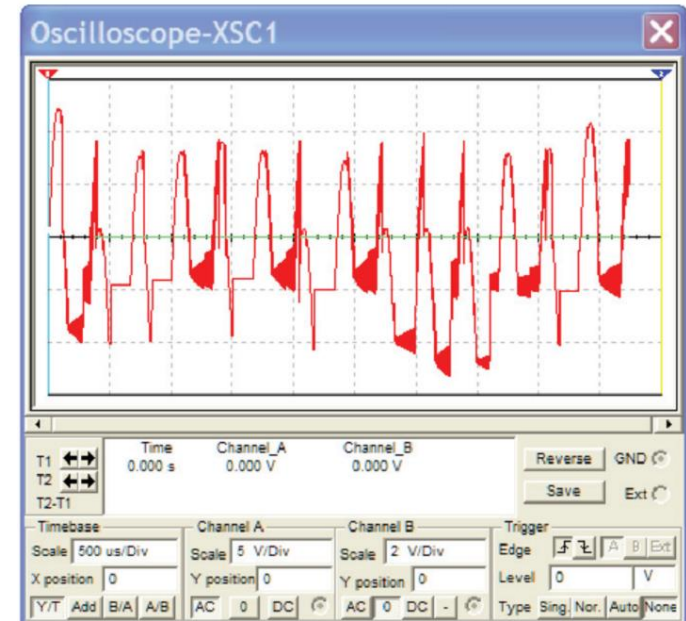 Oscilloscope-XSC1
Time Channel_A Channel_B
T1 0.000 s 0.000 V 0.000 V
T2
T2-T1
Reverse GND
Save Ext
Timebase Channel A Channel B Trigger
Scale 500 us/Div Scale 5 V/Div Scale 2 V/Div Edge A B Ext
X position 0 Y position 0 Y position 0 Level 0 V
Y/T Add B/A A/B AC 0 DC AC 0 DC - Type Sing. Nor. Auto None